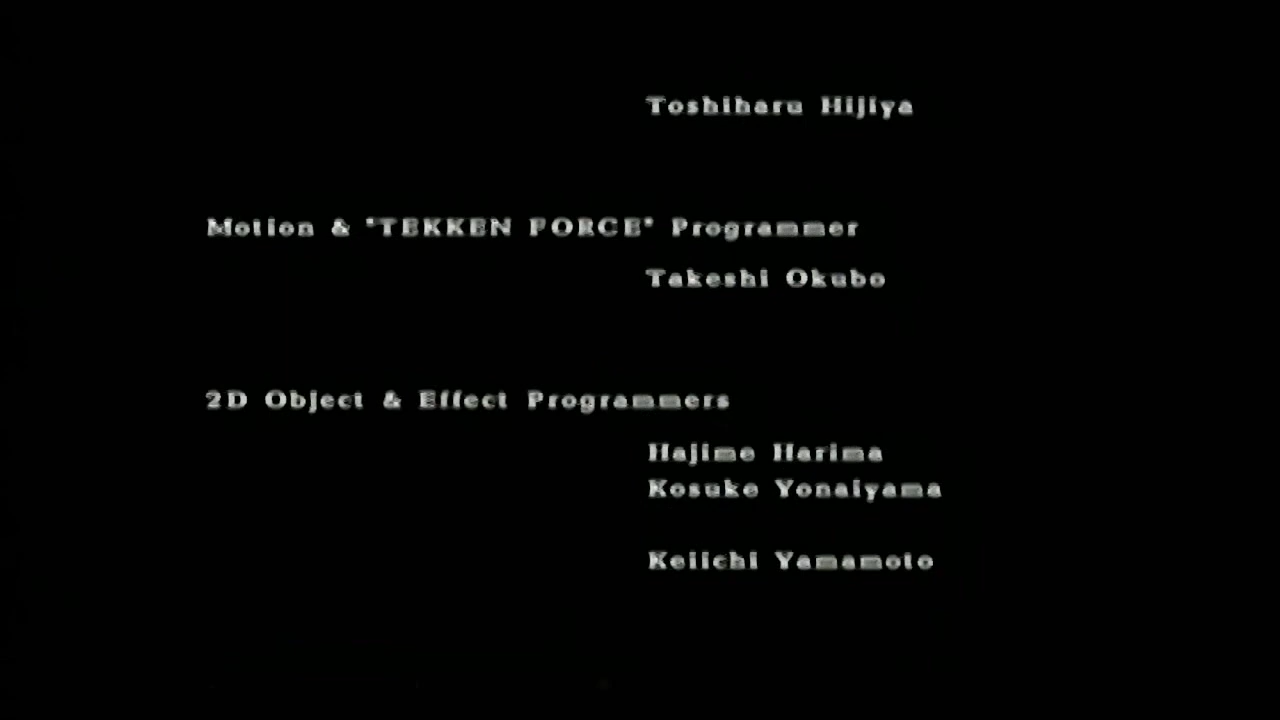 Toshiharu Hijiya
Motion & "TEKKEN FORCE" Programmer
Takeshi Okubo
2D Object & Effect Programmers
Hajime Harima
Kosuke Yonaiyama
Keiichi Yamamoto